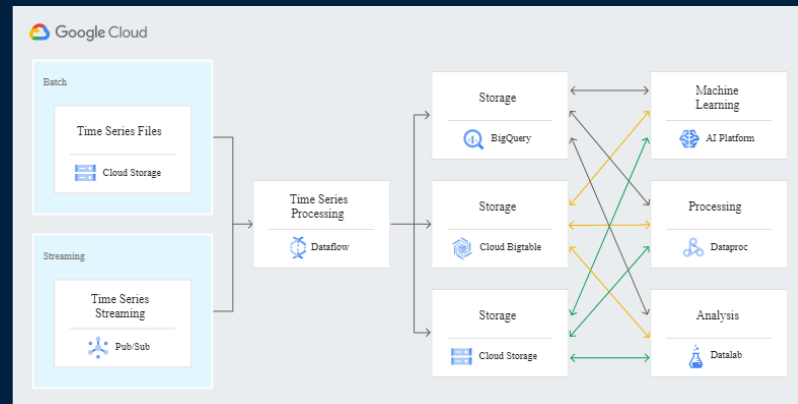 Google Cloud
Batch
Time Series Files
Cloud Storage
Streaming
Time Series
Streaming
Pub/Sub
Time Series
Processing
Dataflow
Storage
BigQuery
Storage
Cloud Bigtable
Storage
Cloud Storage
Machine
Learning
AI Platform
Processing
Dataproc
Analysis
Datalab